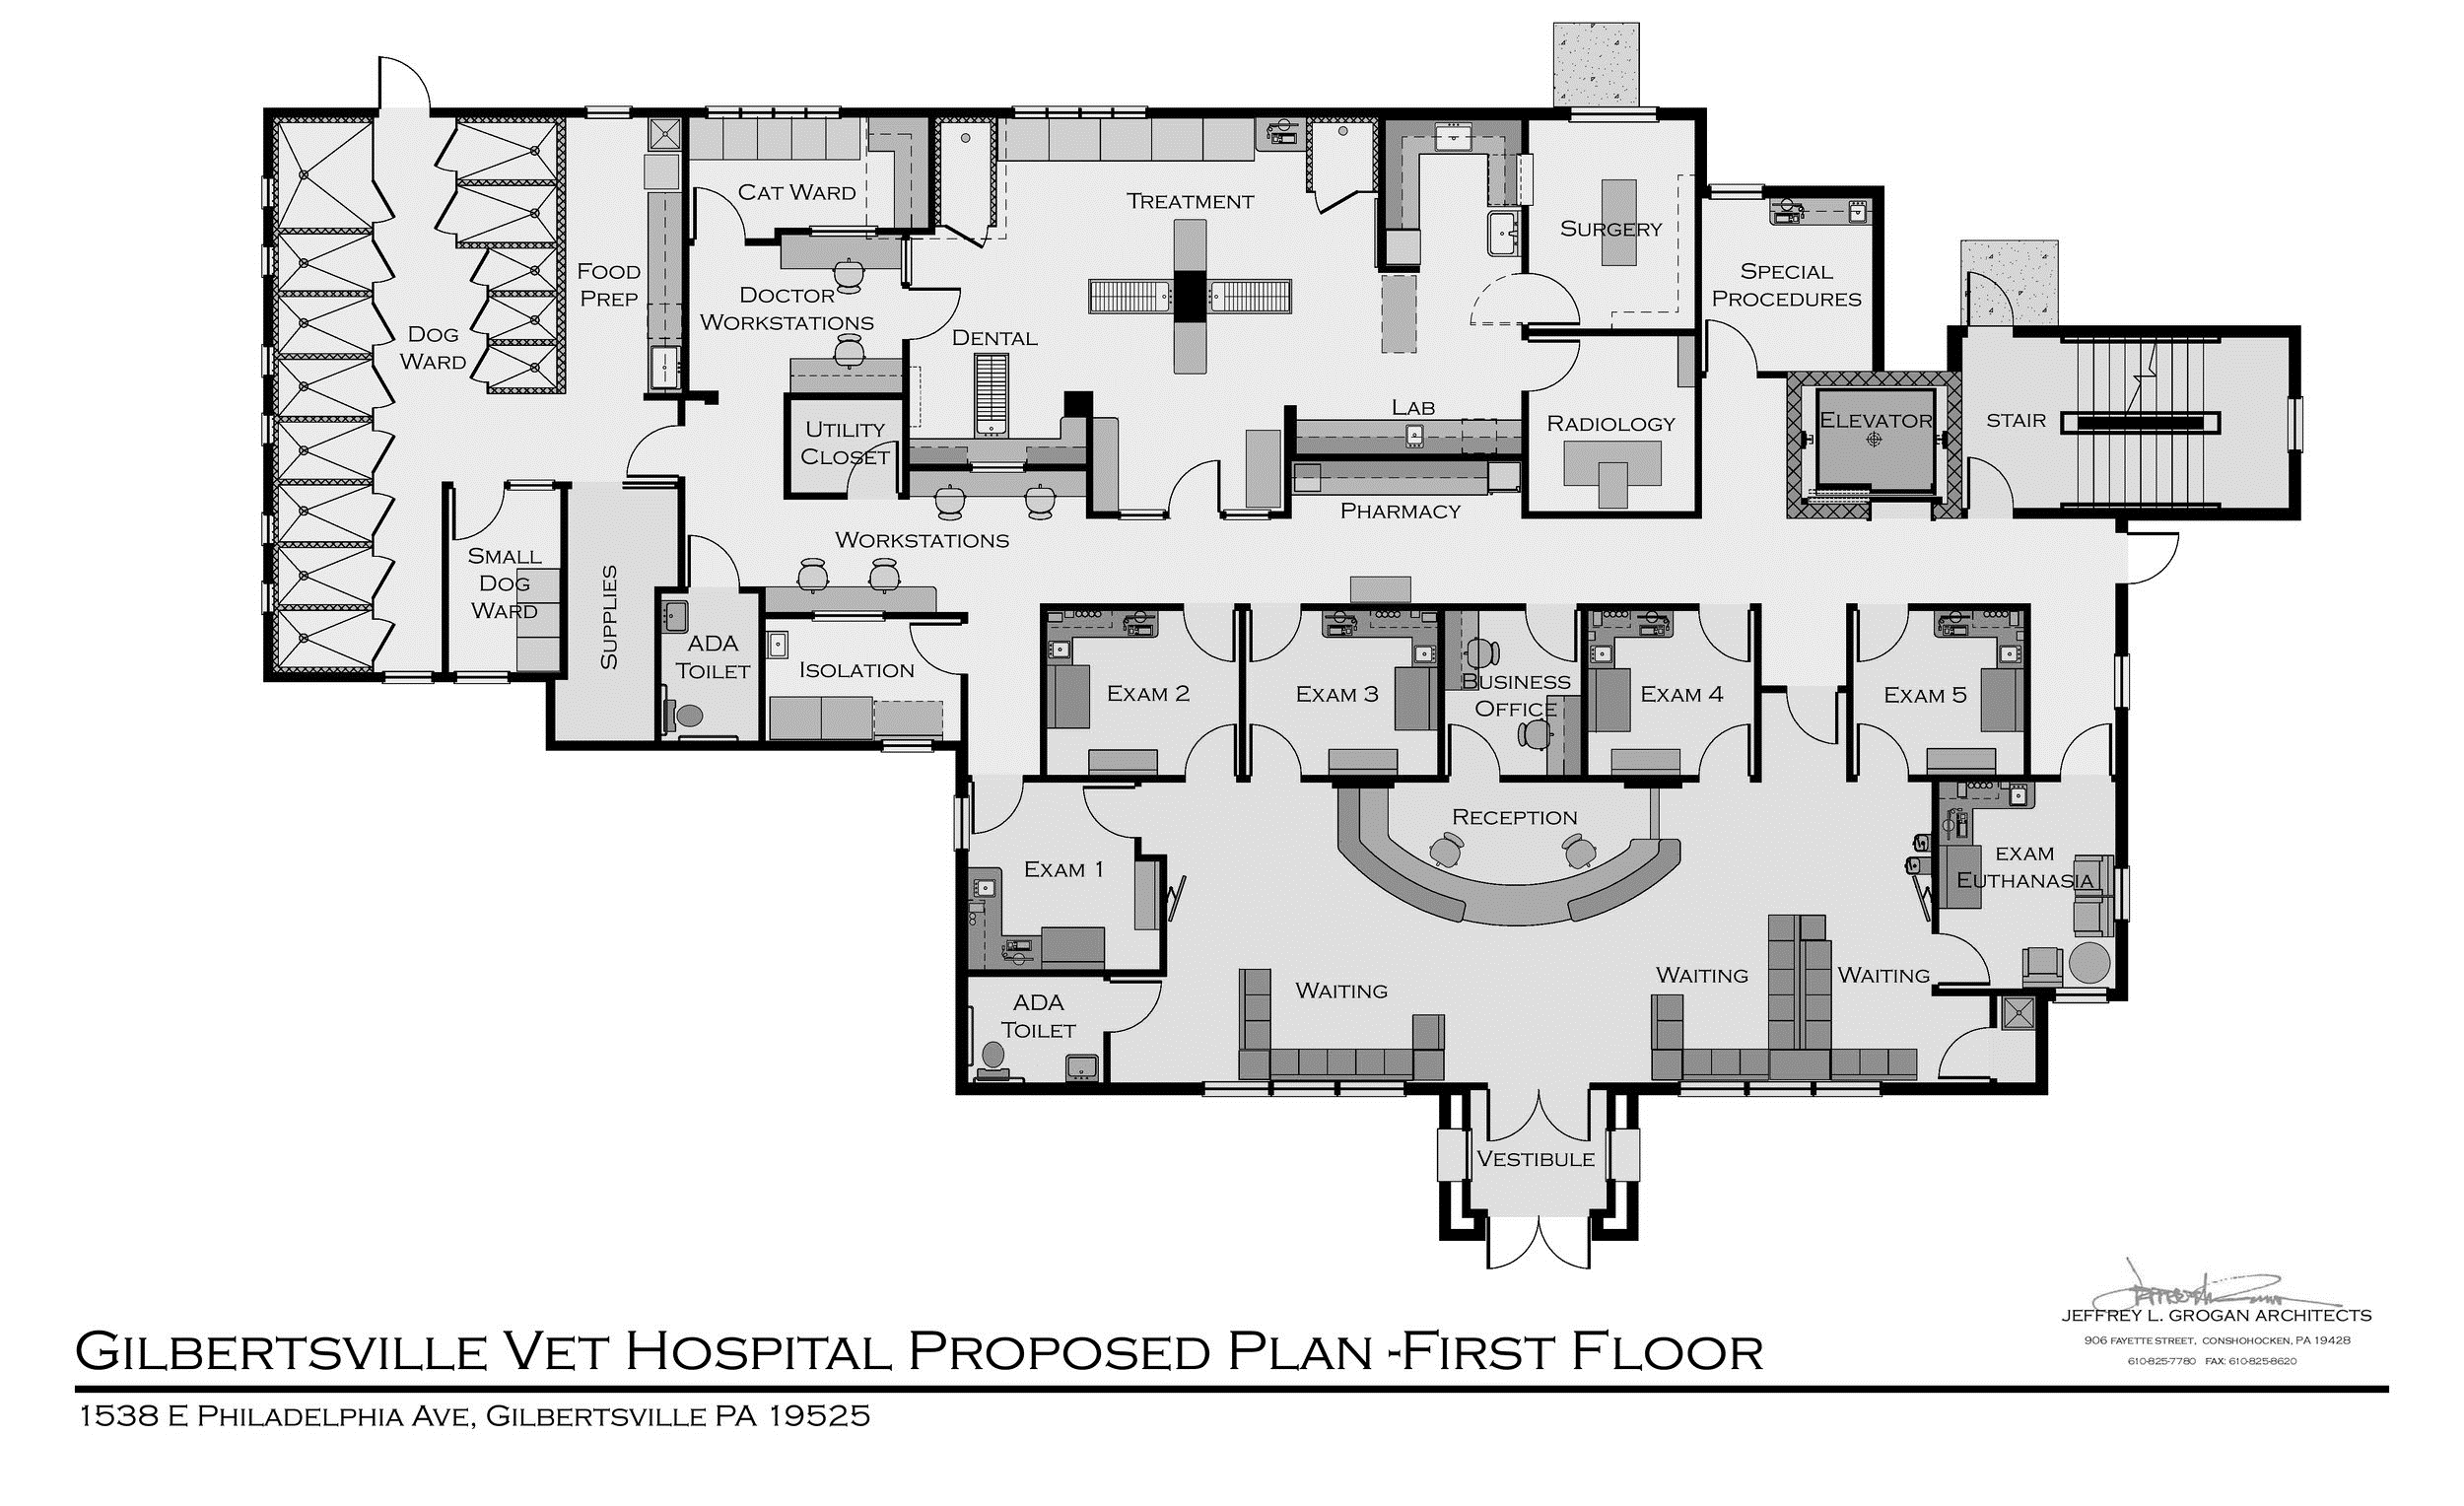 Cat Ward
Treatment
Surgery
Food
Prep
Special
Procedures
Doctor
Workstations
Dog
Ward
Dental
Lab
Elevator
Stair
Utility
Closet
Radiology
Pharmacy
Workstations
Small
Dog
Ward
Supplies
ADA
Toilet
Isolation
Exam 2
Exam 3
Business
Office
Exam 4
Exam 5
Reception
Exam 1
Exam
Euthanasia
Waiting
Waiting
Waiting
ADA
Toilet
Vestibule
Gilbertsville Vet Hospital Proposed Plan -First Floor
1538 E Philadelphia Ave, Gilbertsville PA 19525
JEFFREY L. GROGAN ARCHITECTS
906 FAYETTE STREET, CONSHOHOCKEN, PA 19428
610-825-7780 FAX: 610-825-8620